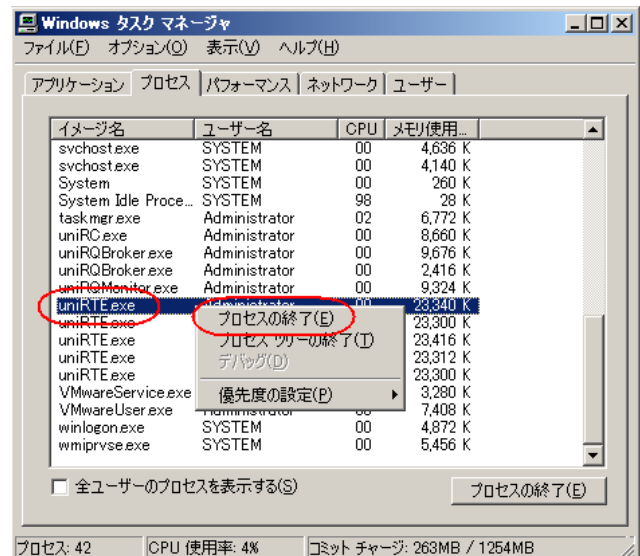 Windows タスク マネージャ
ファイル(F) オプション(O) 表示(V) ヘルプ(H)
アプリケーション プロセス パフォーマンス ネットワーク ユーザー
イメージ名 ユーザー名 CPU メモリ使用...
svchost.exe SYSTEM 00 4,636 K
svchost.exe SYSTEM 00 4,140 K
System SYSTEM 00 260 K
System Idle Proce... SYSTEM 98 28 K
taskmgr.exe Administrator 02 6,772 K
uniRC.exe Administrator 00 8,660 K
uniRQBroker.exe Administrator 00 9,676 K
uniRQBroker.exe Administrator 00 2,416 K
uniRQMonitor.exe Administrator 00 9,324 K
uniRTE.exe Administrator 00 23,340 K
uniRTE.exe 23,300 K
uniRTE.exe 23,416 K
uniRTE.exe 23,312 K
uniRTE.exe 23,300 K
VMwareService.exe 3,280 K
VMwareUser.exe Administrator 00 7,408 K
winlogon.exe SYSTEM 00 4,872 K
wmiprvse.exe SYSTEM 00 5,456 K
プロセスの終了(E)
プロセス ツリーの終了(T)
デバッグ(D)
優先度の設定(P)
全ユーザーのプロセスを表示する(S) プロセスの終了(E)
プロセス: 42 CPU 使用率: 4% コミット チャージ: 263MB / 1254MB